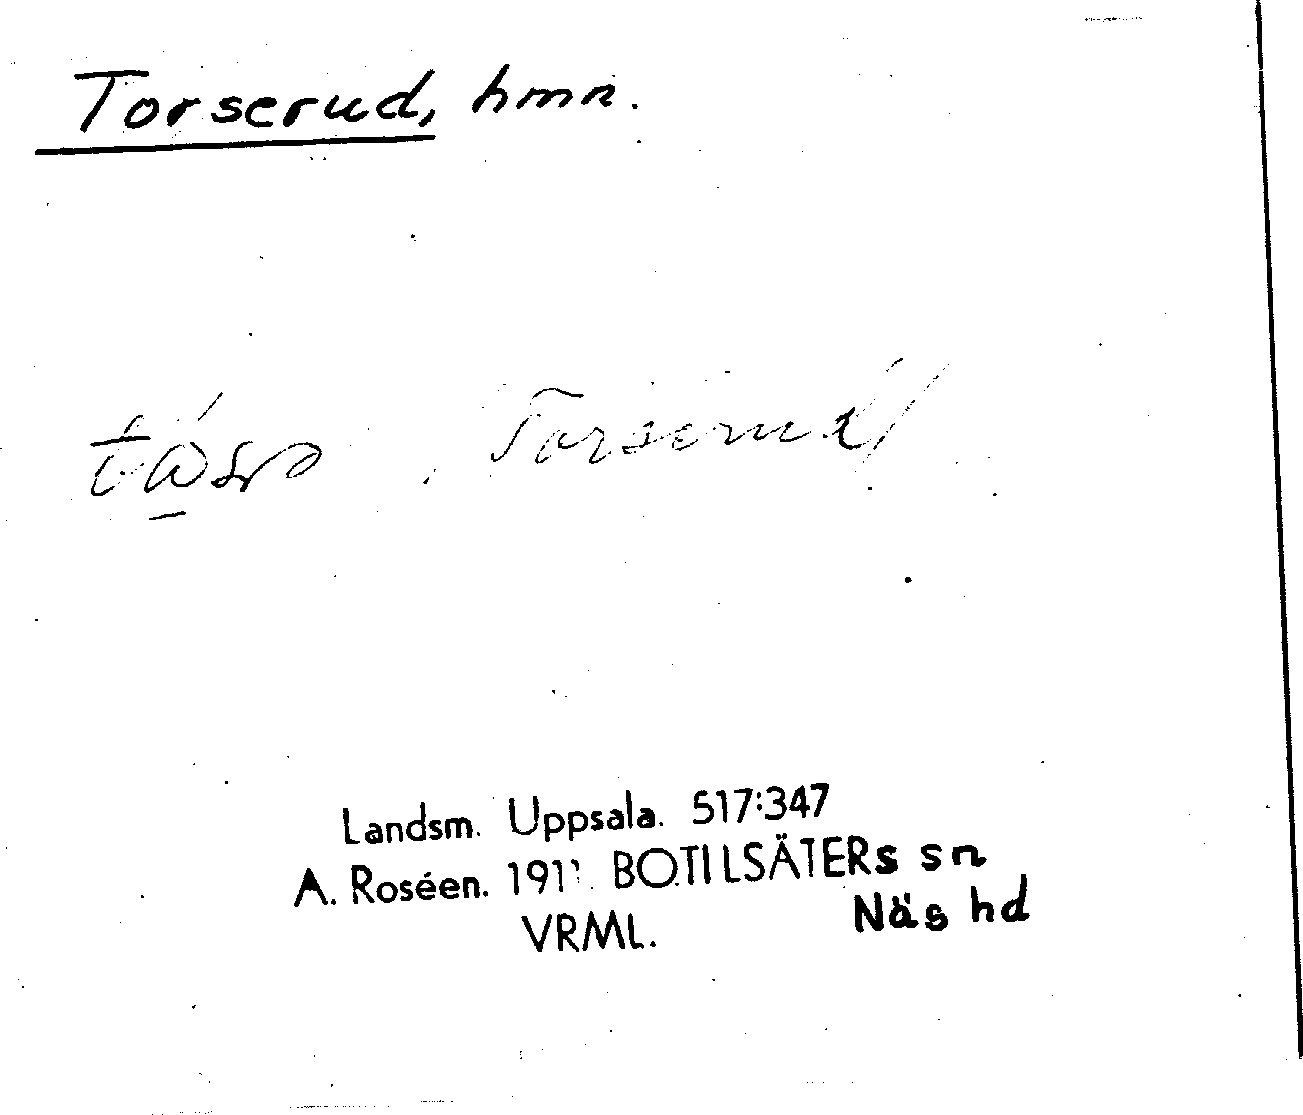 Torserud, hmn.
Torserud
Landsm. Uppsala. 517:347
A. Roséen. 191 BOTILSÄTERs sn
VRML. Näs hd